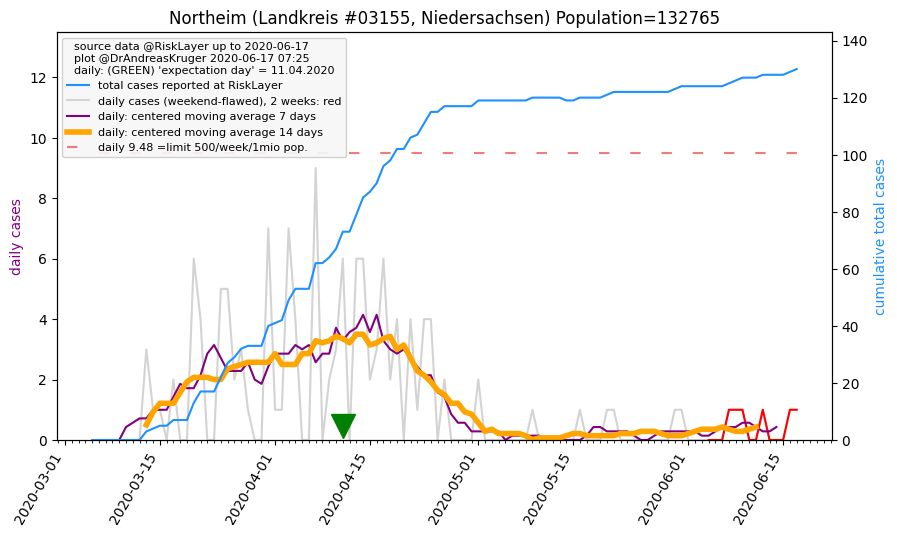 Northeim (Landkreis #03155, Niedersachsen) Population=132765
source data @RiskLayer up to 2020-06-17
plot @DrAndreasKruger 2020-06-17 07:25
daily: (GREEN) 'expectation day' = 11.04.2020
total cases reported at RiskLayer
daily cases (weekend-flawed), 2 weeks: red
daily: centered moving average 7 days
daily: centered moving average 14 days
daily 9.48 =limit 500/week/1mio pop.
daily cases
12
10
8
6
4
2
0
140
120
100
80
60
40
20
0
cumulative total cases
2020-03-01
2020-03-15
2020-04-01
2020-04-15
2020-05-01
2020-05-15
2020-06-01
2020-06-15